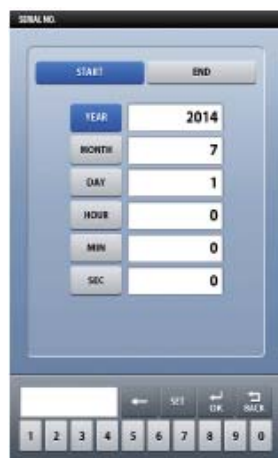 SERIAL NO.
START END
YEAR 2014
MONTH 7
DAY 1
HOUR 0
MIN 0
SEC 0
← SET OK BACK
1 2 3 4 5 6 7 8 9 0